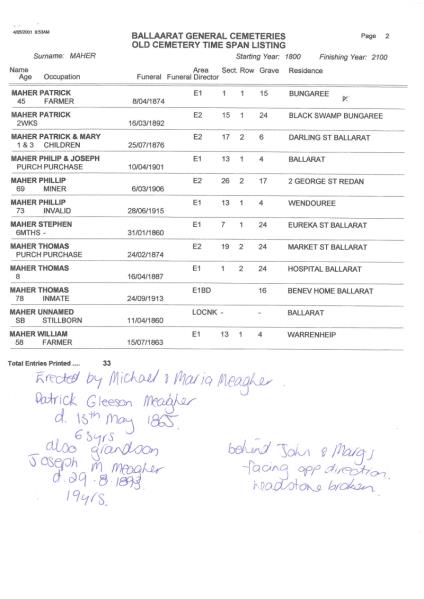 4/05/2001 8:53AM
BALLAARAT GENERAL CEMETERIES
OLD CEMETERY TIME SPAN LISTING
Page 2
Surname: MAHER Starting Year: 1800 Finishing Year: 2100
Name Area Sect. Row Grave Residence
Age Occupation Funeral Funeral Director
MAHER PATRICK E1 1 1 15 BUNGAREE
45 FARMER 8/04/1874
MAHER PATRICK E2 15 1 24 BLACK SWAMP BUNGAREE
2WKS 16/03/1892
MAHER PATRICK & MARY E2 17 2 6 DARLING ST BALLARAT
1 & 3 CHILDREN 25/07/1876
MAHER PHILIP & JOSEPH E1 13 1 4 BALLARAT
PURCH PURCHASE 10/04/1901
MAHER PHILLIP E2 26 2 17 2 GEORGE ST REDAN
69 MINER 6/03/1906
MAHER PHILLIP E1 13 1 4 WENDOUREE
73 INVALID 28/06/1915
MAHER STEPHEN E1 7 1 24 EUREKA ST BALLARAT
6MTHS - 31/01/1860
MAHER THOMAS E2 19 2 24 MARKET ST BALLARAT
PURCH PURCHASE 24/02/1874
MAHER THOMAS E1 1 2 24 HOSPITAL BALLARAT
8 16/04/1887
MAHER THOMAS E1BD 16 BENEV HOME BALLARAT
78 INMATE 24/09/1913
MAHER UNNAMED LOCNK - - BALLARAT
SB STILLBORN 11/04/1860
MAHER WILLIAM E1 13 1 4 WARRENHEIP
58 FARMER 15/07/1863
Total Entries Printed .... 33
Erected by Michael & Maria Meagher.
Patrick Gleeson Meagher
d. 13th May 1865.
63yrs
also grandson
Joseph M Meagher
d. 29. 8 1893.
19yrs.
behind John & Margs
facing opp direction.
headstone broken.